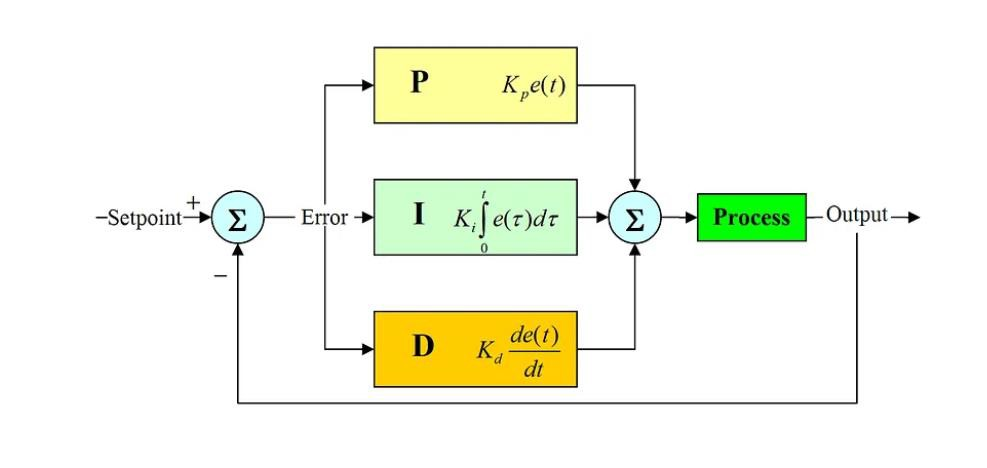 P K_p e(t)
+
–Setpoint
Σ
Error
I K_i ∫_0^t e(τ)dτ
Σ
Process
Output
–
D K_d de(t)/dt